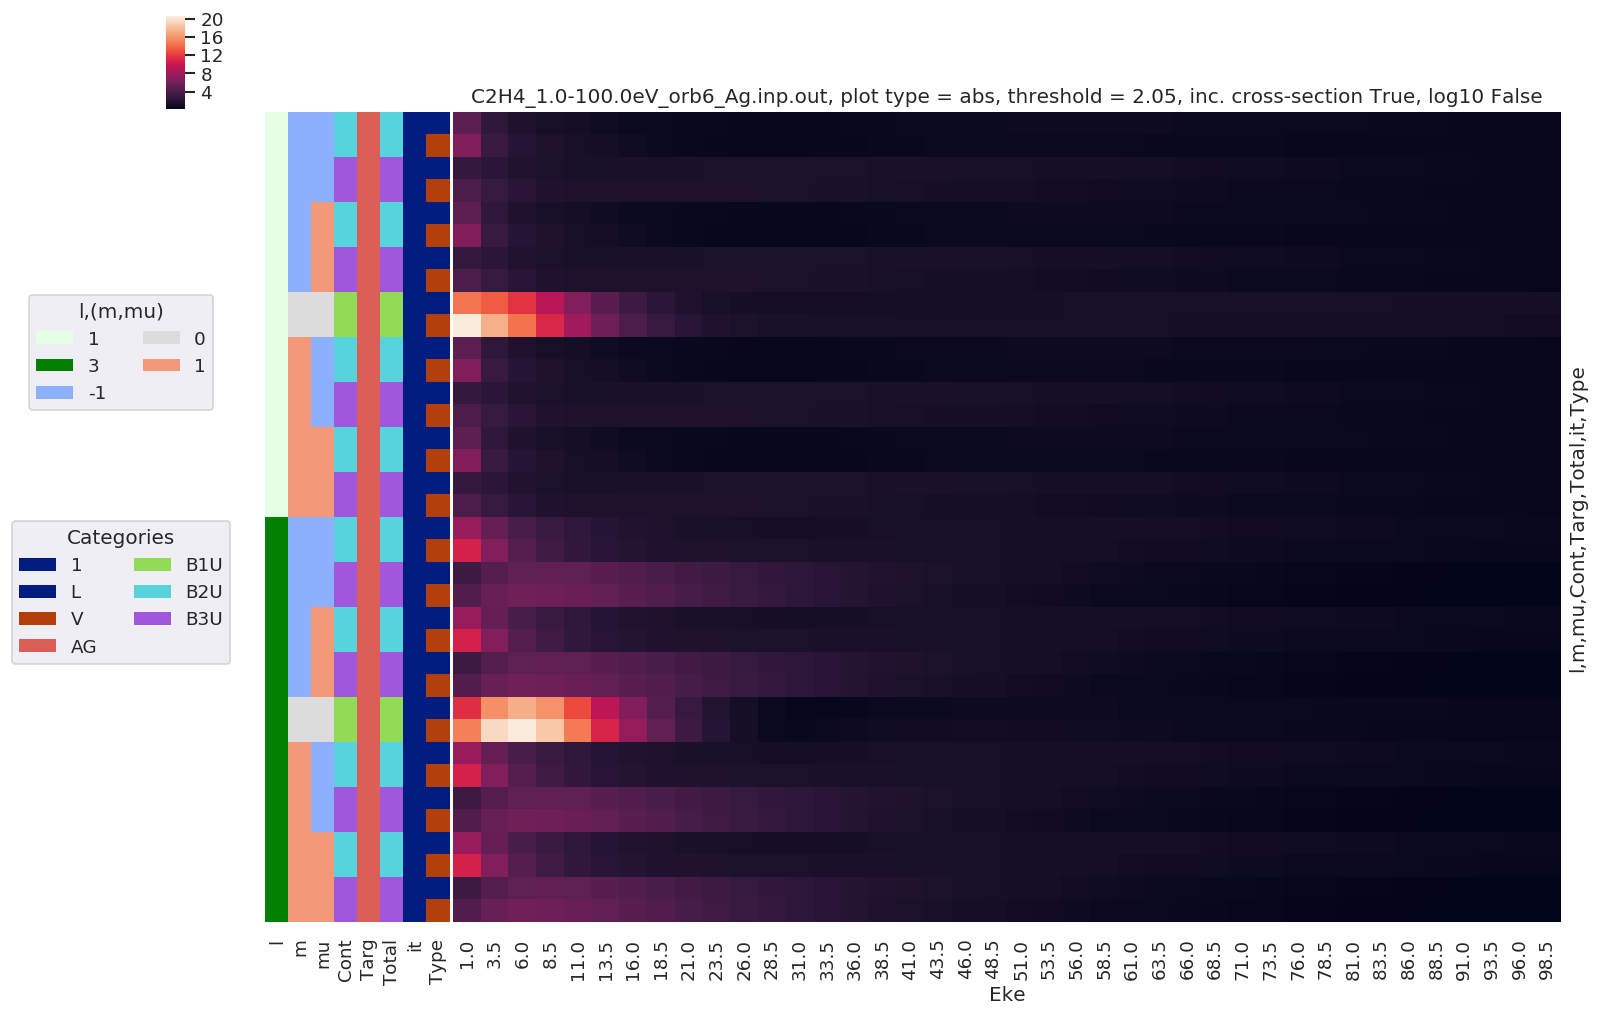 20
16
12
8
4
C2H4_1.0-100.0eV_orb6_Ag.inp.out, plot type = abs, threshold = 2.05, inc. cross-section True, log10 False
l,(m,mu)
1 0
3 1
-1
Categories
1 B1U
L B2U
V B3U
AG
l,m,mu,Cont,Targ,Total,it,Type
l m mu Cont Targ Total it Type 1.0 3.5 6.0 8.5 11.0 13.5 16.0 18.5 21.0 23.5 26.0 28.5 31.0 33.5 36.0 38.5 41.0 43.5 46.0 48.5 51.0 53.5 56.0 58.5 61.0 63.5 66.0 68.5 71.0 73.5 76.0 78.5 81.0 83.5 86.0 88.5 91.0 93.5 96.0 98.5
Eke